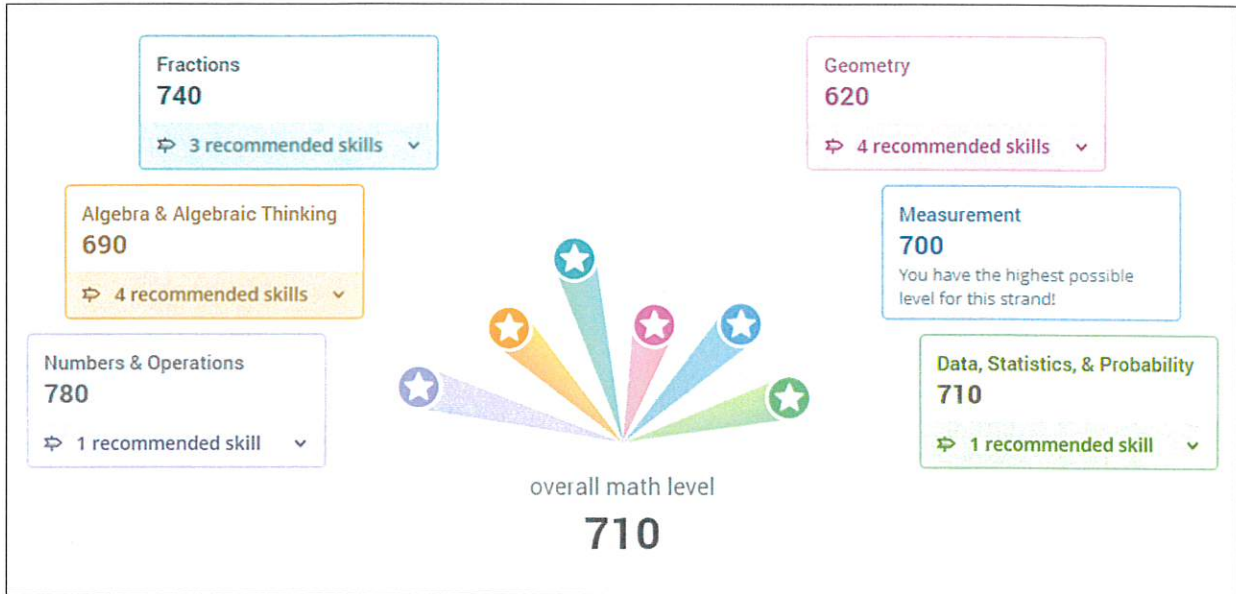 Fractions
740
3 recommended skills
Algebra & Algebraic Thinking
690
4 recommended skills
Numbers & Operations
780
1 recommended skill
Geometry
620
4 recommended skills
Measurement
700
You have the highest possible
level for this strand!
Data, Statistics, & Probability
710
1 recommended skill
overall math level
710